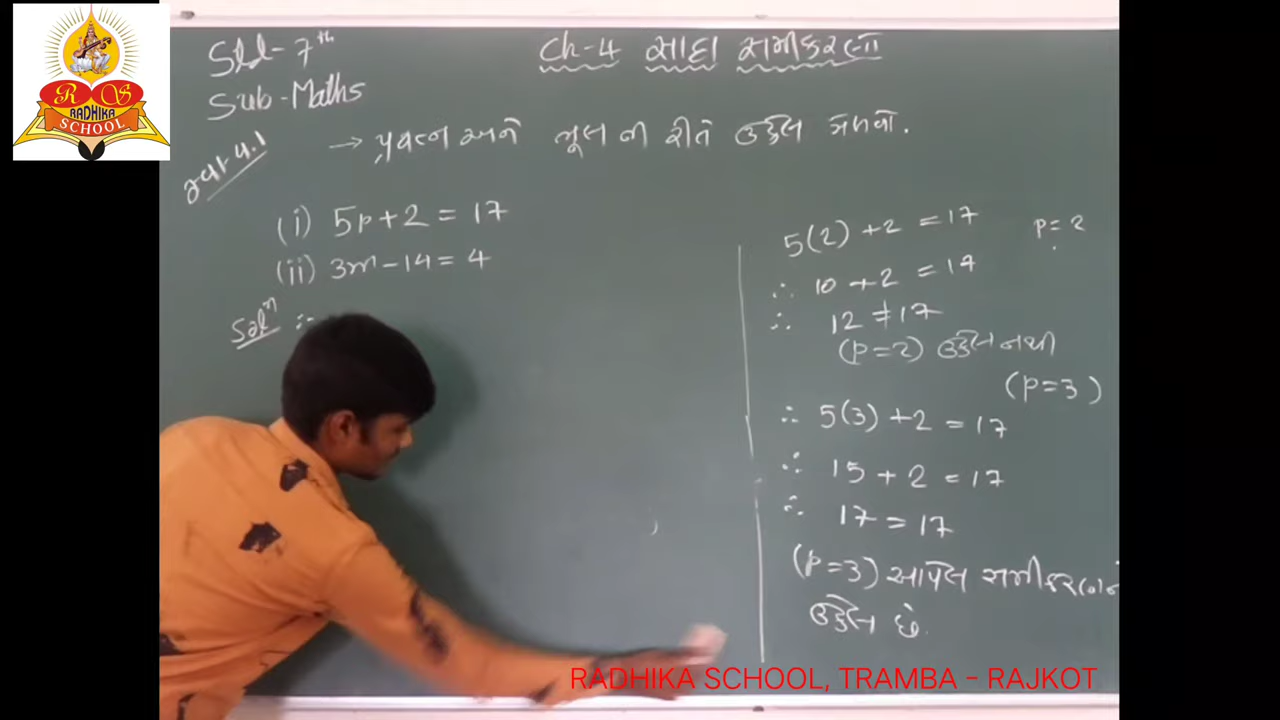 R S
RADHIKA
SCHOOL
Std-7th
Sub-Maths
Ch-4 સાદા સમીકરણ
સ્વા ૪.1
→ પ્રયત્ન અને ભૂલ ની રીતે ઉકેલ મેળવો.
(i) 5p+2 = 17
(ii) 3m-14 = 4
Solⁿ :-
5(2) +2 = 17 p= 2
∴ 10 +2 = 17
∴ 12 ≠ 17
(p=2) ઉકેલ નથી
(p=3)
∴ 5(3) +2 = 17
∴ 15 + 2 = 17
∴ 17 = 17
(p=3) આપેલ સમીકરણનો
ઉકેલ છે.
RADHIKA SCHOOL, TRAMBA - RAJKOT